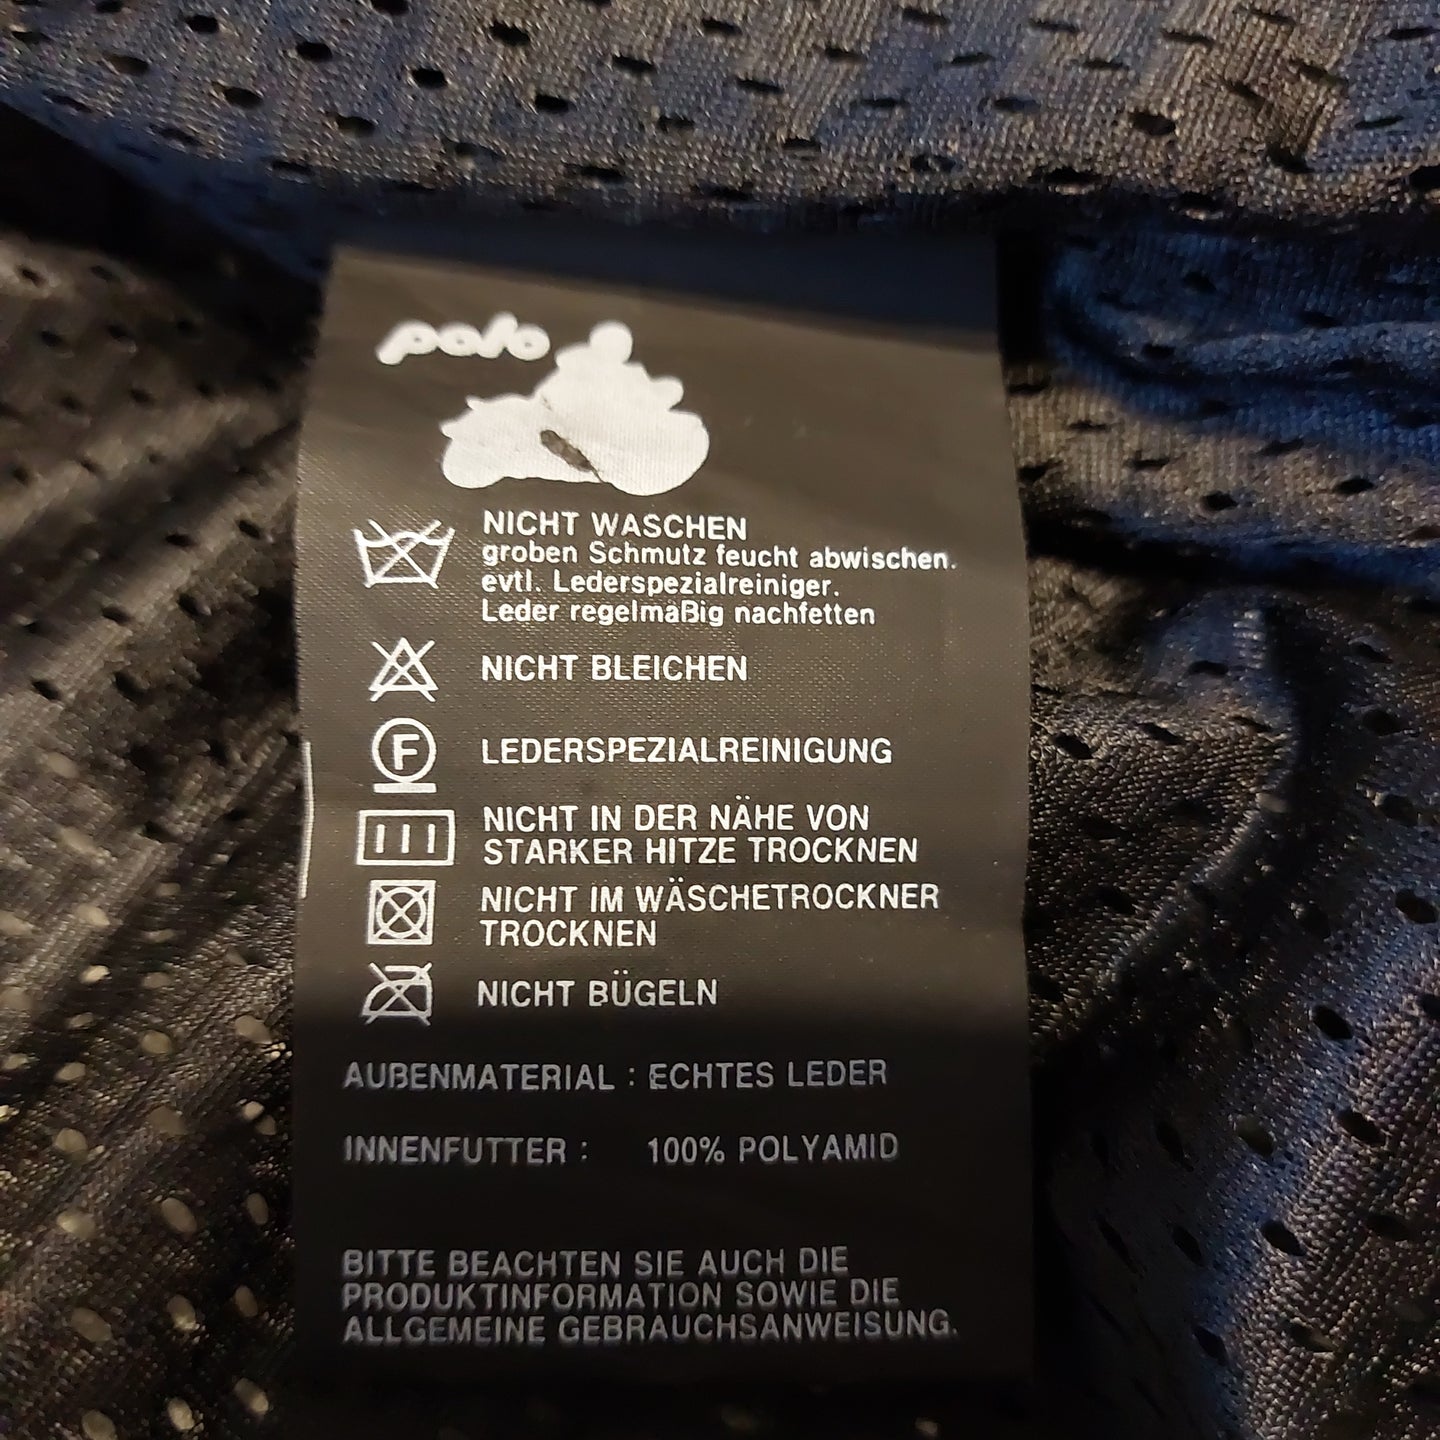 polo
NICHT WASCHEN
groben Schmutz feucht abwischen.
evtl. Lederspezialreiniger.
Leder regelmäßig nachfetten
NICHT BLEICHEN
F
LEDERSPEZIALREINIGUNG
NICHT IN DER NÄHE VON
STARKER HITZE TROCKNEN
NICHT IM WÄSCHETROCKNER
TROCKNEN
NICHT BÜGELN
AUßENMATERIAL : ECHTES LEDER
INNENFUTTER : 100% POLYAMID
BITTE BEACHTEN SIE AUCH DIE
PRODUKTINFORMATION SOWIE DIE
ALLGEMEINE GEBRAUCHSANWEISUNG.